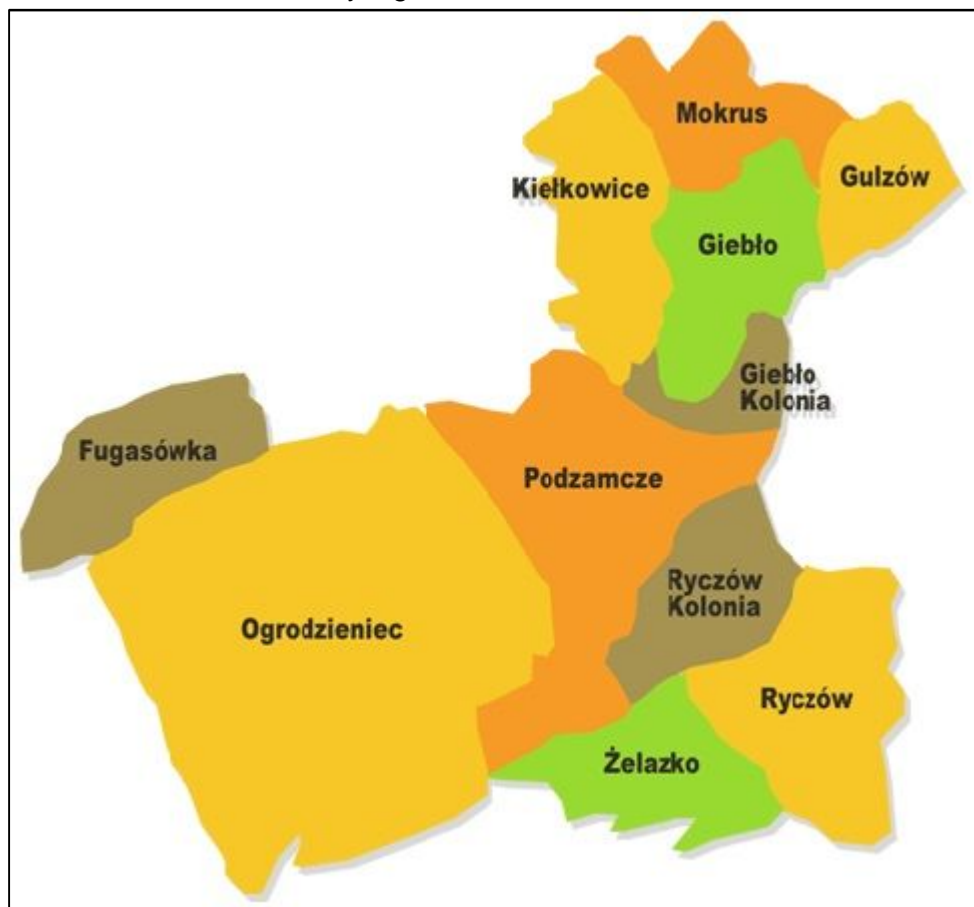 Mokrus
Gulzów
Kiełkowice
Giebło
Giebło
Kolonia
Fugasówka
Podzamcze
Ryczów
Kolonia
Ogrodzieniec
Ryczów
Żelazko